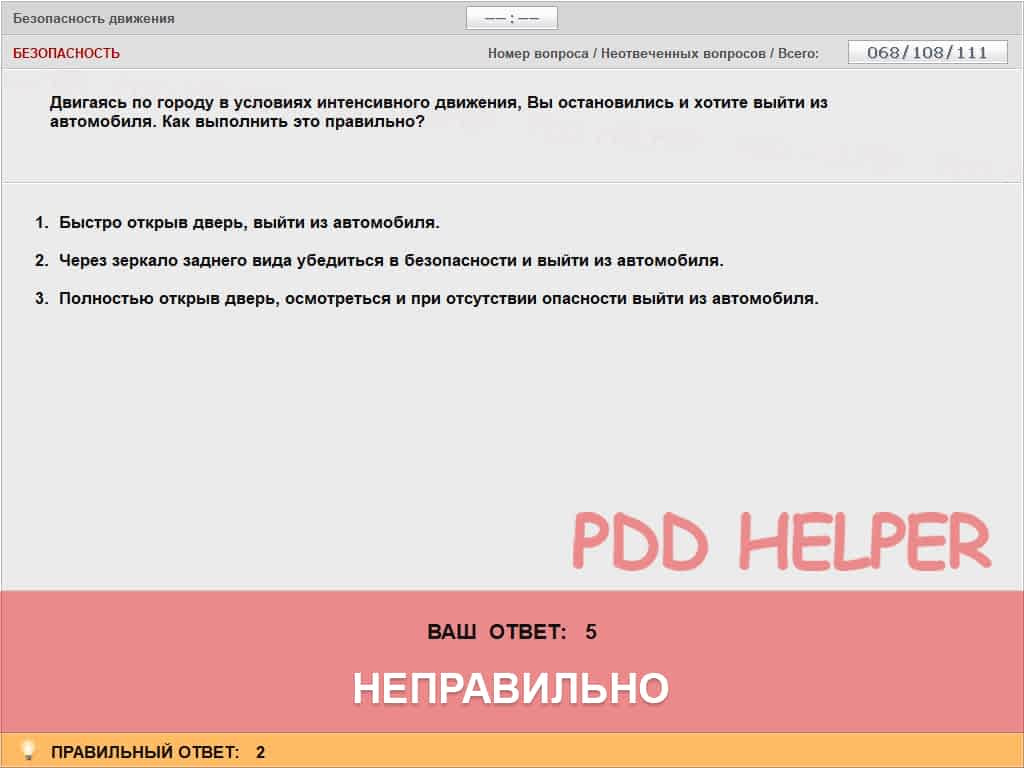 Безопасность движения
—— : ——
БЕЗОПАСНОСТЬ
Номер вопроса / Неотвеченных вопросов / Всего:
068/108/111
Двигаясь по городу в условиях интенсивного движения, Вы остановились и хотите выйти из
автомобиля. Как выполнить это правильно?
1. Быстро открыв дверь, выйти из автомобиля.
2. Через зеркало заднего вида убедиться в безопасности и выйти из автомобиля.
3. Полностью открыв дверь, осмотреться и при отсутствии опасности выйти из автомобиля.
PDD HELPER
ВАШ ОТВЕТ: 5
НЕПРАВИЛЬНО
ПРАВИЛЬНЫЙ ОТВЕТ: 2